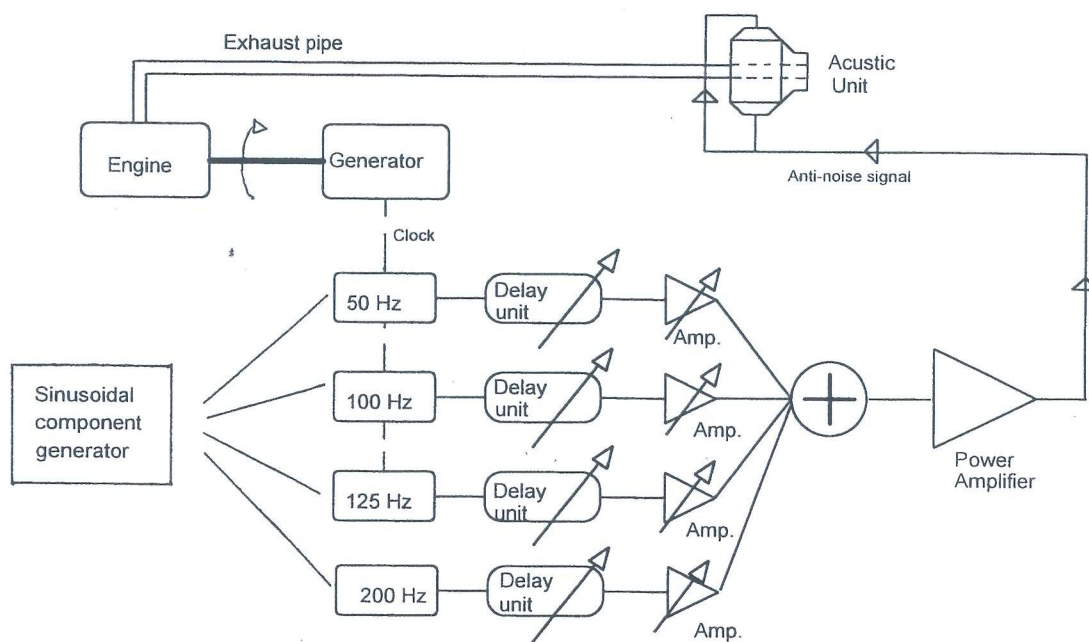 Exhaust pipe
Acustic
Unit
Engine
Generator
Anti-noise signal
Clock
50 Hz
Delay
unit
Amp.
Sinusoidal
component
generator
100 Hz
Delay
unit
Amp.
Power
Amplifier
125 Hz
Delay
unit
Amp.
200 Hz
Delay
unit
Amp.